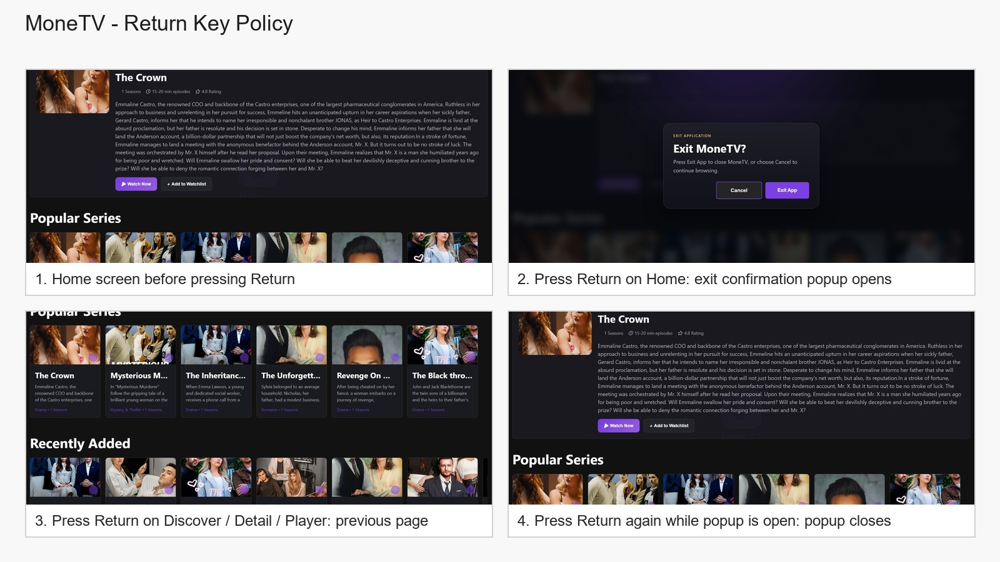 MoneTV - Return Key Policy
The Crown
1 Seasons 15-20 min episodes 4.8 Rating
Emmaline Castro, the renowned COO and backbone of the Castro enterprises, one of the largest pharmaceutical conglomerates in America. Ruthless in her
approach to business and unrelenting in her pursuit for success, Emmeline hits an unanticipated upturn in her career aspirations when her sickly father,
Gerard Castro, informs her that he intends to name her irresponsible and nonchalant brother JONAS, as Heir to Castro Enterprises. Emmaline is livid at the
absurd proclamation, but her father is resolute and his decision is set in stone. Desperate to change his mind, Emmaline informs her father that she will
land the Anderson account, a billion-dollar partnership that will not just boost the company's net worth, but also, its reputation.In a stroke of fortune,
Emmaline manages to land a meeting with the anonymous benefactor behind the Anderson Account, Mr. X. But it turns out to be no stroke of luck. The
meeting was orchestrated by Mr. X himself after he read her proposal. Upon their meeting, Emmaline realizes that Mr. X is a man she humiliated years ago
for being poor and wretched. Will Emmaline swallow her pride and consent? Will she be able to beat her devilishly deceptive and cunning brother to the
prize? Will she be able to deny the romantic connection forging between her and Mr. X?
Watch Now + Add to Watchlist
Popular Series
1. Home screen before pressing Return
EXIT APPLICATION
Exit MoneTV?
Press Exit App to close MoneTV, or choose Cancel to
continue browsing.
Cancel Exit App
2. Press Return on Home: exit confirmation popup opens
Popular Series
MYSTERIOUS
The Crown
Emmaline Castro, the
renowned COO and backbone
of the Castro enterprises, one
Drama • 1 Seasons
Mysterious M...
In "Mysterious Murderer"
follow the gripping tale of a
brilliant young woman on the
Mystery & Thriller • 1 Seasons
The Inheritanc...
When Emma Lawson, a young
and dedicated social worker,
receives a phone call from a
Drama • 1 Seasons
The Unforgett...
Sylvia belonged to an average
household. Nicholas, her
father, had a modest business.
Romance • 1 Seasons
Revenge On ...
After being cheated on by her
fiancé, a woman embarks on a
journey of revenge,
Drama • 1 Seasons
The Black thro...
John and Jack Blackthorne are
the twin sons of a billionaire
and the heirs to their father's
Drama • 1 Seasons
Recently Added
3. Press Return on Discover / Detail / Player: previous page
The Crown
1 Seasons 15-20 min episodes 4.8 Rating
Emmaline Castro, the renowned COO and backbone of the Castro enterprises, one of the largest pharmaceutical conglomerates in America. Ruthless in her
approach to business and unrelenting in her pursuit for success, Emmeline hits an unanticipated upturn in her career aspirations when her sickly father,
Gerard Castro, informs her that he intends to name her irresponsible and nonchalant brother JONAS, as Heir to Castro Enterprises. Emmaline is livid at the
absurd proclamation, but her father is resolute and his decision is set in stone. Desperate to change his mind, Emmaline informs her father that she will
land the Anderson account, a billion-dollar partnership that will not just boost the company's net worth, but also, its reputation.In a stroke of fortune,
Emmaline manages to land a meeting with the anonymous benefactor behind the Anderson Account, Mr. X. But it turns out to be no stroke of luck. The
meeting was orchestrated by Mr. X himself after he read her proposal. Upon their meeting, Emmaline realizes that Mr. X is a man she humiliated years ago
for being poor and wretched. Will Emmaline swallow her pride and consent? Will she be able to beat her devilishly deceptive and cunning brother to the
prize? Will she be able to deny the romantic connection forging between her and Mr. X?
Watch Now + Add to Watchlist
Popular Series
4. Press Return again while popup is open: popup closes